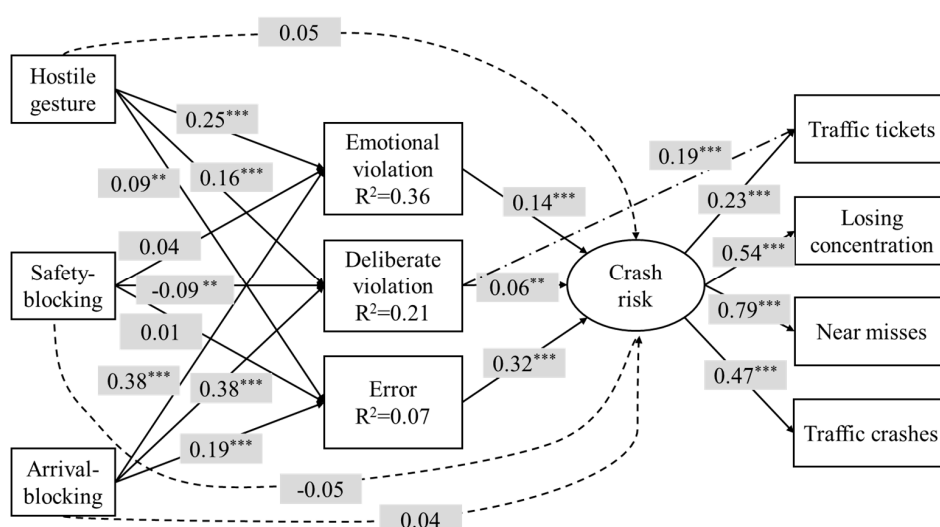 0.05
Hostile
gesture
0.25***
0.09**
0.16***
Emotional
violation
R²=0.36
0.19***
Traffic tickets
0.14***
0.23***
0.04
Safety-
blocking
-0.09**
0.01
Deliberate
violation
R²=0.21
0.06**
Crash
risk
0.54***
Losing
concentration
0.79***
Near misses
0.38***
0.38***
0.19***
Error
R²=0.07
0.32***
0.47***
Traffic crashes
Arrival-
blocking
-0.05
0.04